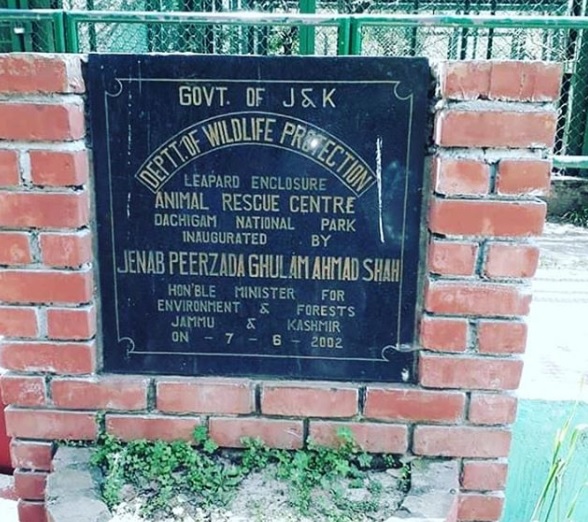 GOVT. OF J & K
DEPTT. OF WILDLIFE PROTECTION
LEAPARD ENCLOSURE
ANIMAL RESCUE CENTRE
DACHIGAM NATIONAL PARK
INAUGURATED BY
JENAB PEERZADA GHULAM AHMAD SHAH
HON'BLE MINISTER FOR
ENVIRONMENT & FORESTS
JAMMU & KASHMIR
ON - 7 - 6 - 2002